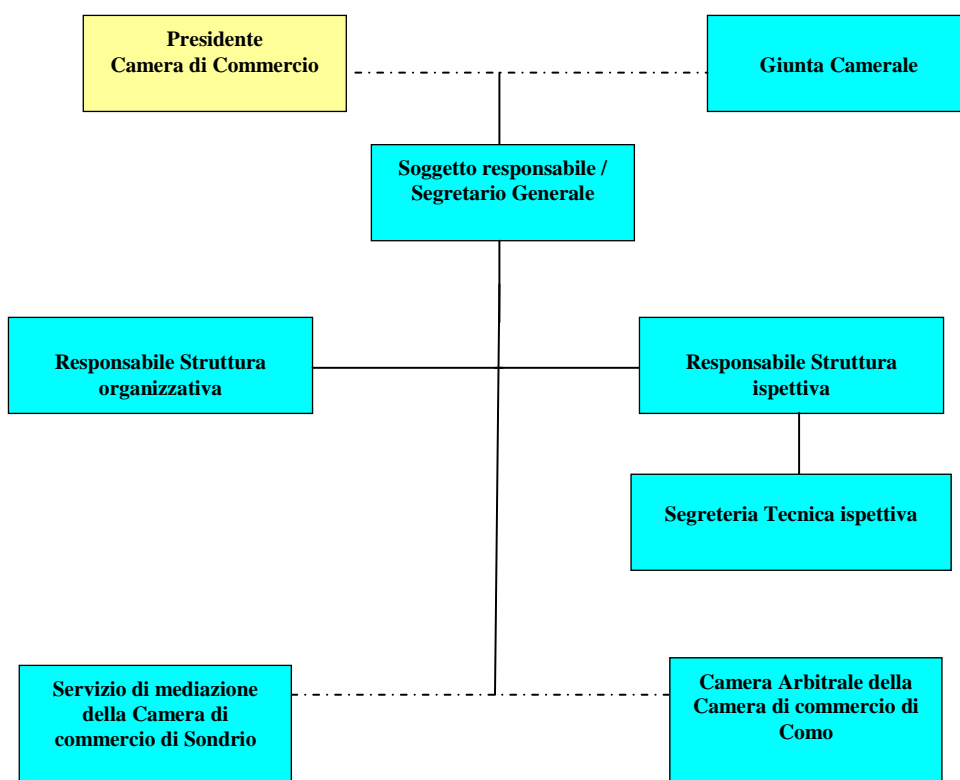 Presidente
Camera di Commercio
Giunta Camerale
Soggetto responsabile /
Segretario Generale
Responsabile Struttura
organizzativa
Responsabile Struttura
ispettiva
Segreteria Tecnica ispettiva
Servizio di mediazione
della Camera di
commercio di Sondrio
Camera Arbitrale della
Camera di commercio di
Como